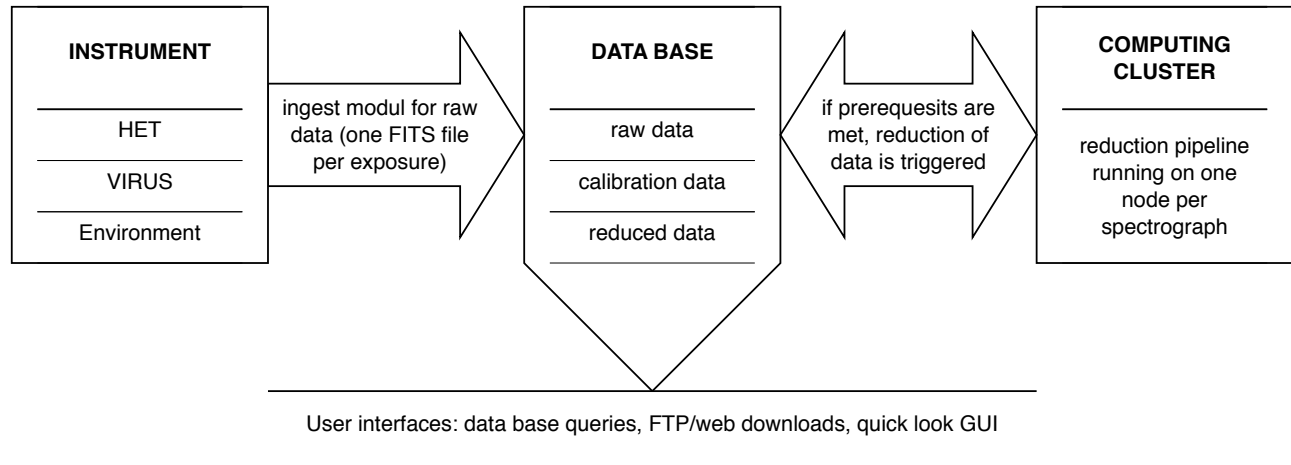 INSTRUMENT
HET
VIRUS
Environment
ingest modul for raw
data (one FITS file
per exposure)
DATA BASE
raw data
calibration data
reduced data
if prerequesits are
met, reduction of
data is triggered
COMPUTING
CLUSTER
reduction pipeline
running on one
node per
spectrograph
User interfaces: data base queries, FTP/web downloads, quick look GUI